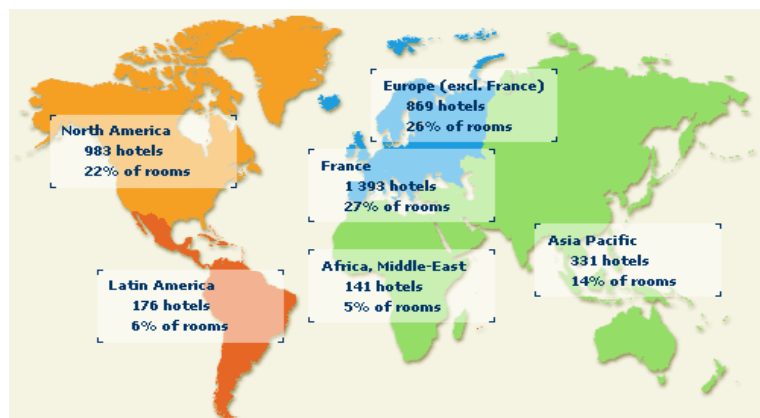 Europe (excl. France)
869 hotels
26% of rooms
North America
983 hotels
22% of rooms
France
1 393 hotels
27% of rooms
Asia Pacific
331 hotels
14% of rooms
Africa, Middle-East
141 hotels
5% of rooms
Latin America
176 hotels
6% of rooms